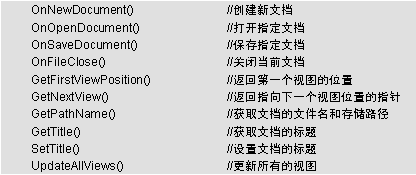 OnNewDocument() //创建新文档
OnOpenDocument() //打开指定文档
OnSaveDocument() //保存指定文档
OnFileClose() //关闭当前文档
GetFirstViewPosition() //返回第一个视图的位置
GetNextView() //返回指向下一个视图位置的指针
GetPathName() //获取文档的文件名和存储路径
GetTitle() //获取文档的标题
SetTitle() //设置文档的标题
UpdateAllViews() //更新所有的视图